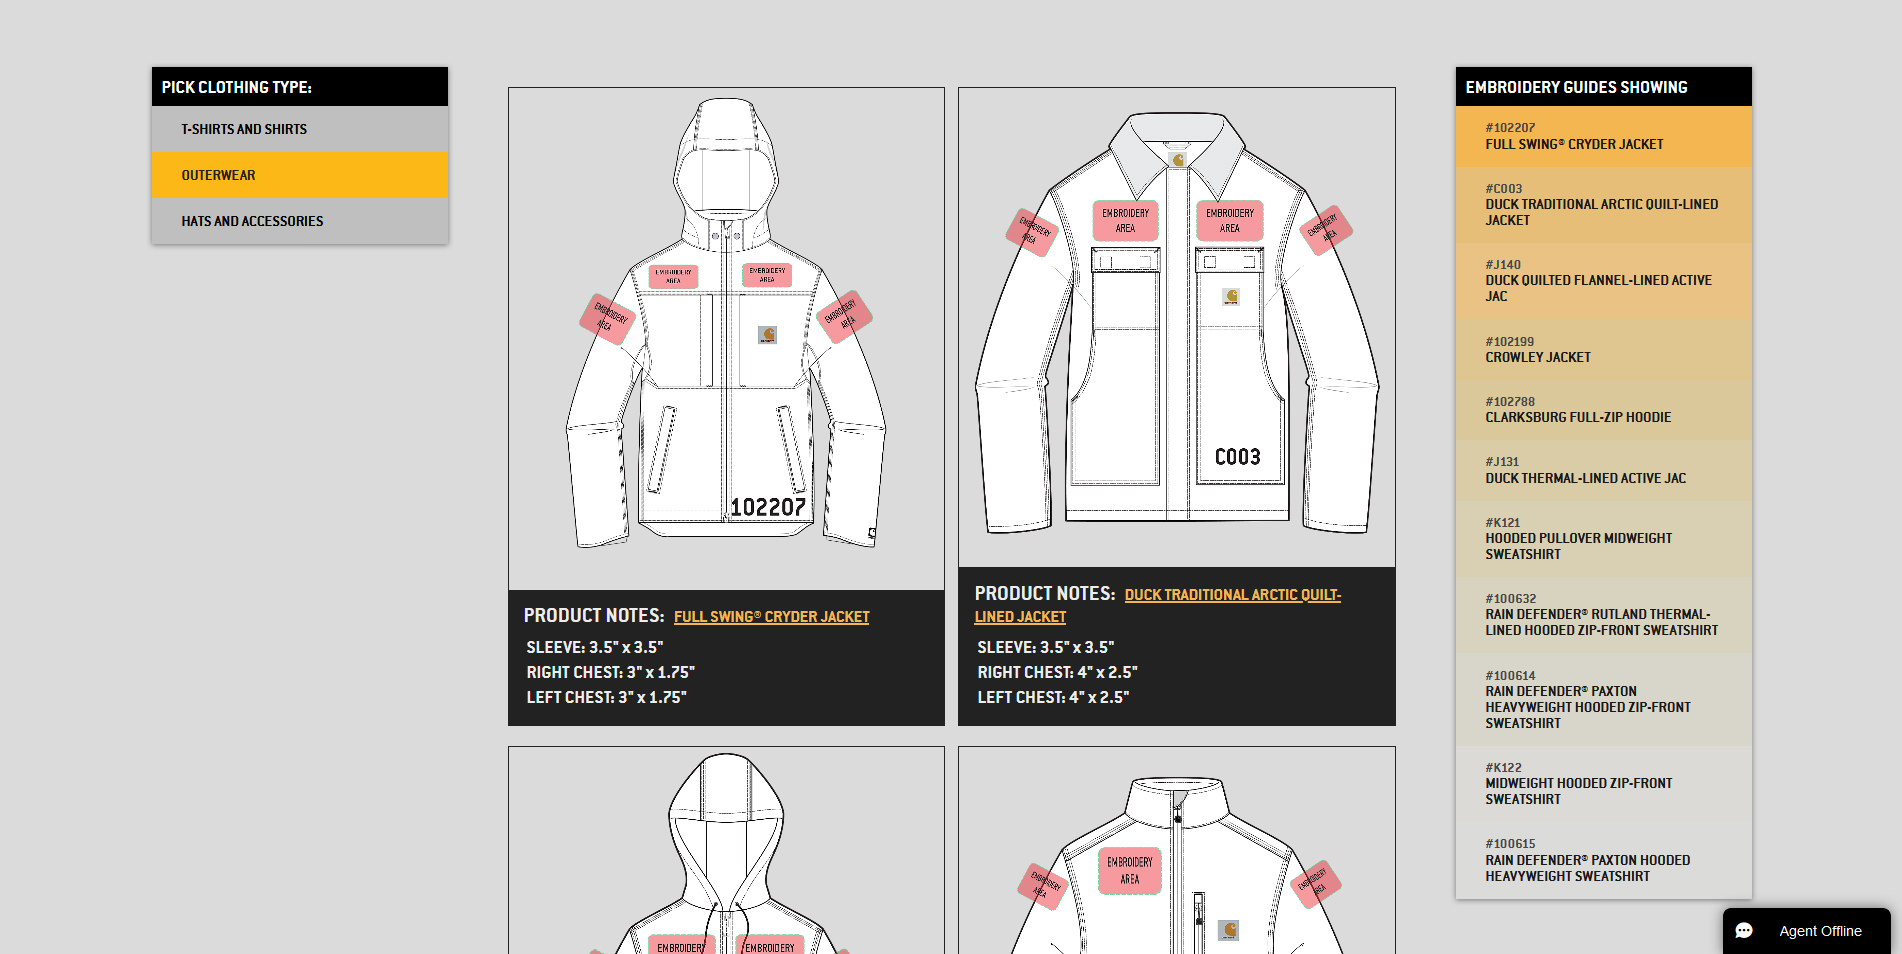 PICK CLOTHING TYPE:
T-SHIRTS AND SHIRTS
OUTERWEAR
HATS AND ACCESSORIES
EMBROIDERY
AREA
EMBROIDERY
AREA
EMBROIDERY
AREA
EMBROIDERY
AREA
102207
PRODUCT NOTES: FULL SWING® CRYDER JACKET
SLEEVE: 3.5" x 3.5"
RIGHT CHEST: 3" x 1.75"
LEFT CHEST: 3" x 1.75"
EMBROIDERY
AREA
EMBROIDERY
AREA
EMBROIDERY
AREA
EMBROIDERY
AREA
C003
PRODUCT NOTES: DUCK TRADITIONAL ARCTIC QUILT-
LINED JACKET
SLEEVE: 3.5" x 3.5"
RIGHT CHEST: 4" x 2.5"
LEFT CHEST: 4" x 2.5"
EMBROIDERY
EMBROIDERY
EMBROIDERY
AREA
EMBROIDERY
AREA
EMBROIDERY
AREA
EMBROIDERY GUIDES SHOWING
#102207
FULL SWING® CRYDER JACKET
#C003
DUCK TRADITIONAL ARCTIC QUILT-LINED
JACKET
#J140
DUCK QUILTED FLANNEL-LINED ACTIVE
JAC
#102199
CROWLEY JACKET
#102788
CLARKSBURG FULL-ZIP HOODIE
#J131
DUCK THERMAL-LINED ACTIVE JAC
#K121
HOODED PULLOVER MIDWEIGHT
SWEATSHIRT
#100632
RAIN DEFENDER® RUTLAND THERMAL-
LINED HOODED ZIP-FRONT SWEATSHIRT
#100614
RAIN DEFENDER® PAXTON
HEAVYWEIGHT HOODED ZIP-FRONT
SWEATSHIRT
#K122
MIDWEIGHT HOODED ZIP-FRONT
SWEATSHIRT
#100615
RAIN DEFENDER® PAXTON HOODED
HEAVYWEIGHT SWEATSHIRT
Agent Offline